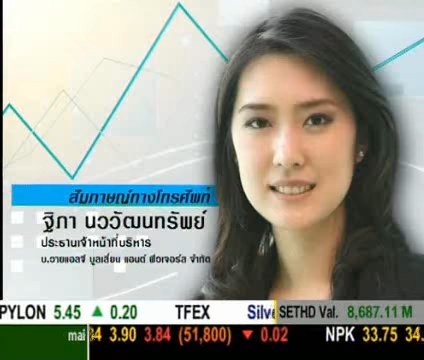 สัมภาษณ์ทางโทรศัพท์
ฐิภา นววัฒนทรัพย์
ประธานเจ้าหน้าที่บริหาร
บ.วายแอลจี บูลเลี่ยน แอนด์ ฟิวเจอร์ส จำกัด
PYLON 5.45 ▲ 0.20 TFEX Silve SETHD Val. 8,687.11 M
mai 34 3.90 3.84 (51,800) ▼ 0.02 NPK 33.75 34.